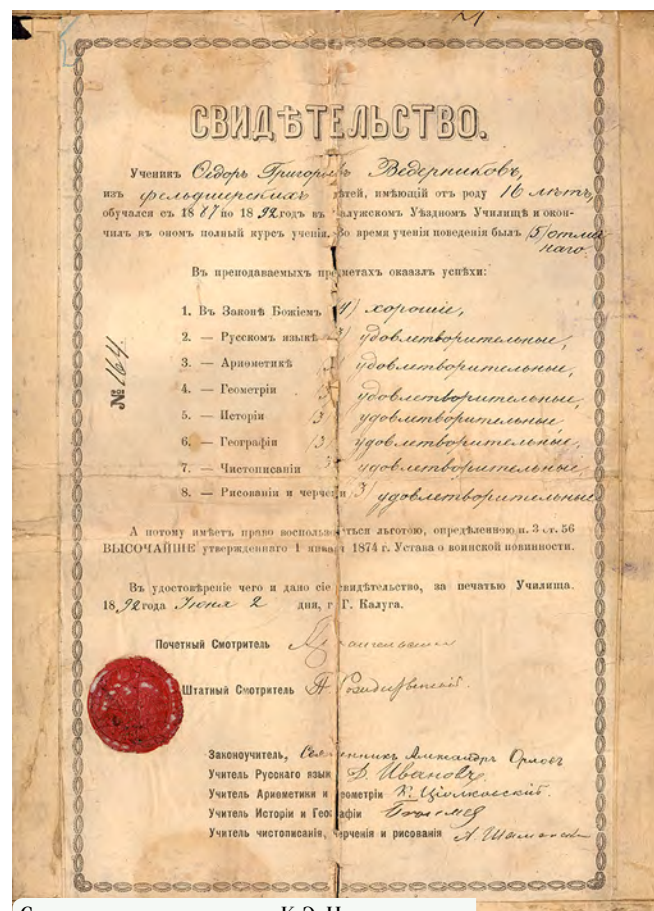 СВИДѢТЕЛЬСТВО.
Ученикъ Ѳедоръ Григорьевъ Ведерниковъ,
изъ фельдшерскихъ дѣтей, имѣющій отъ роду 16 лѣтъ,
обучался съ 1887 по 1892 годъ въ Калужскомъ Уѣздномъ Училищѣ и окон-
чилъ въ ономъ полный курсъ ученія. Во время ученія поведенія былъ (5) отлич
наго.
Въ преподаваемыхъ предметахъ оказалъ успѣхи:
1. Въ Законѣ Божіемъ (4) хорошіе,
2. — Русскомъ языкѣ (3) удовлетворительные,
3. — Ариѳметикѣ (3) удовлетворительные,
4. — Геометріи (3) удовлетворительные,
5. — Исторіи (3) удовлетворительные,
6. — Географіи (3) удовлетворительные,
7. — Чистописаніи (3) удовлетворительные,
8. — Рисованіи и черченіи (3) удовлетворительные
№ 164.
А потому имѣетъ право воспользоваться льготою, опредѣленною п. 3 ст. 56
ВЫСОЧАЙШЕ утвержденнаго 1 января 1874 г. Устава о воинской повинности.
Въ удостовѣреніе чего и дано сіе свидѣтельство, за печатью Училища.
1892 года Іюня 2 дня, г. Калуга.
Почетный Смотритель
Штатный Смотритель
Законоучитель, Священникъ Александръ Орловъ
Учитель Русскаго языка Д. Ивановъ
Учитель Ариѳметики и Геометріи К. Ціолковскій.
Учитель Исторіи и Географіи
Учитель чистописанія, черченія и рисованія А.